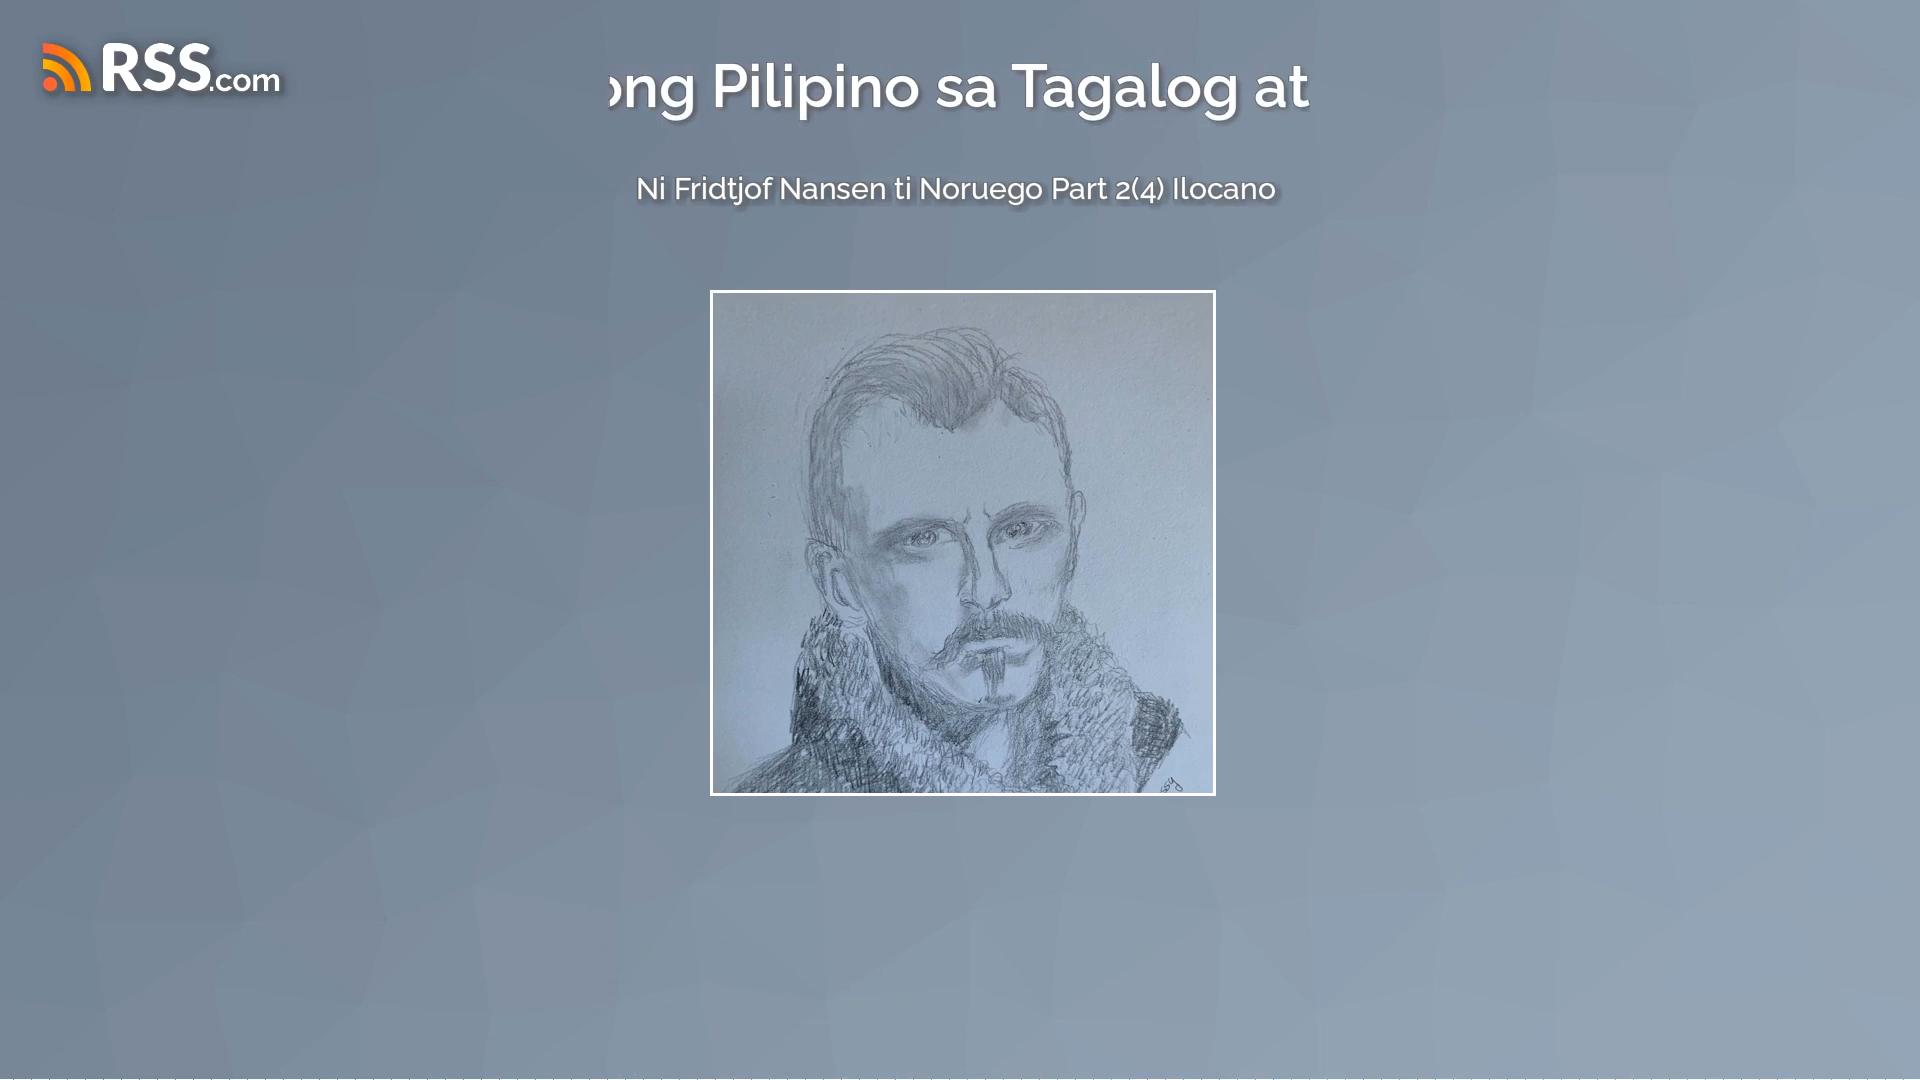 RSS.com
ong Pilipino sa Tagalog at
Ni Fridtjof Nansen ti Noruego Part 2(4) Ilocano